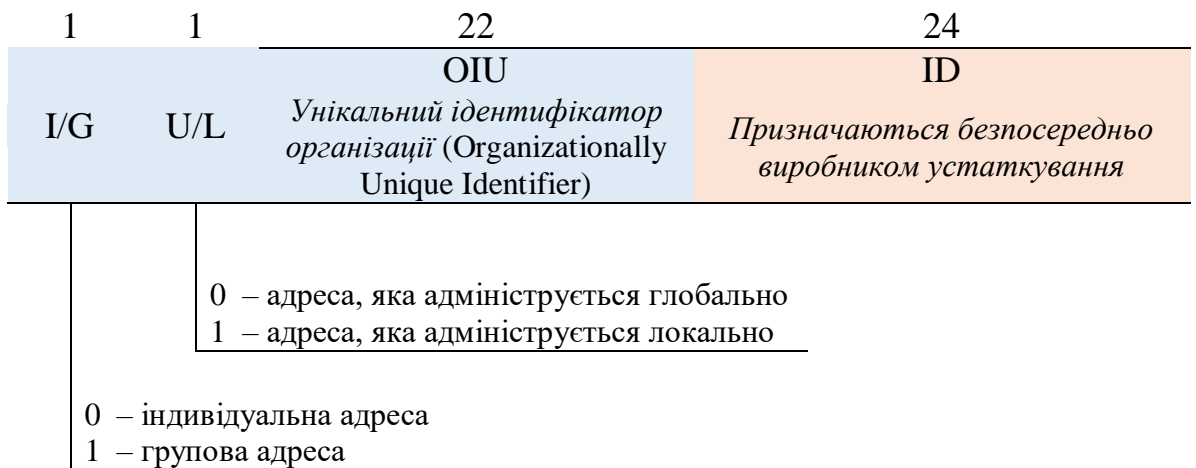 1 1 22 24
OIU ID
I/G U/L
Унікальний ідентифікатор
організації (Organizationally
Unique Identifier)
Призначаються безпосередньо
виробником устаткування
0 – адреса, яка адмініструється глобально
1 – адреса, яка адмініструється локально
0 – індивідуальна адреса
1 – групова адреса